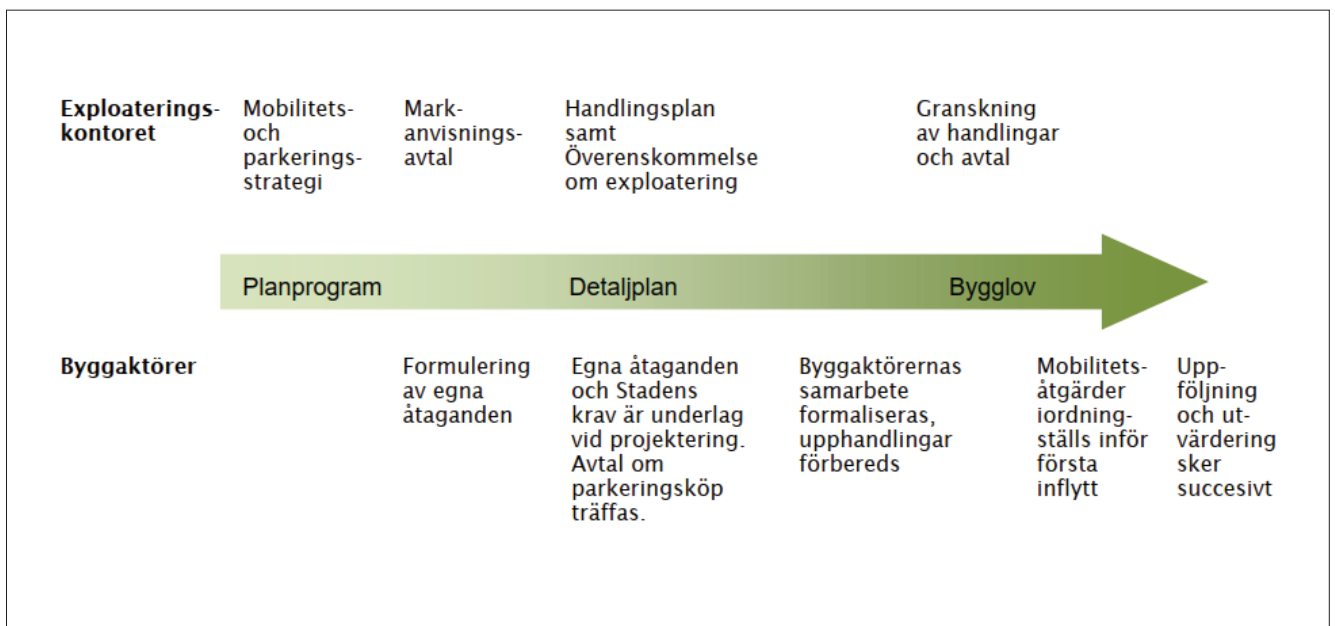 Exploaterings-
kontoret
Mobilitets-
och
parkerings-
strategi
Mark-
anvisnings-
avtal
Handlingsplan
samt
Överenskommelse
om exploatering
Granskning
av handlingar
och avtal
Planprogram
Detaljplan
Bygglov
Byggaktörer
Formulering
av egna
åtaganden
Egna åtaganden
och Stadens
krav är underlag
vid projektering.
Avtal om
parkeringsköp
träffas.
Byggaktörernas
samarbete
formaliseras,
upphandlingar
förbereds
Mobilitets-
åtgärder
iordning-
ställs inför
första
inflytt
Upp-
följning
och ut-
värdering
sker
succesivt